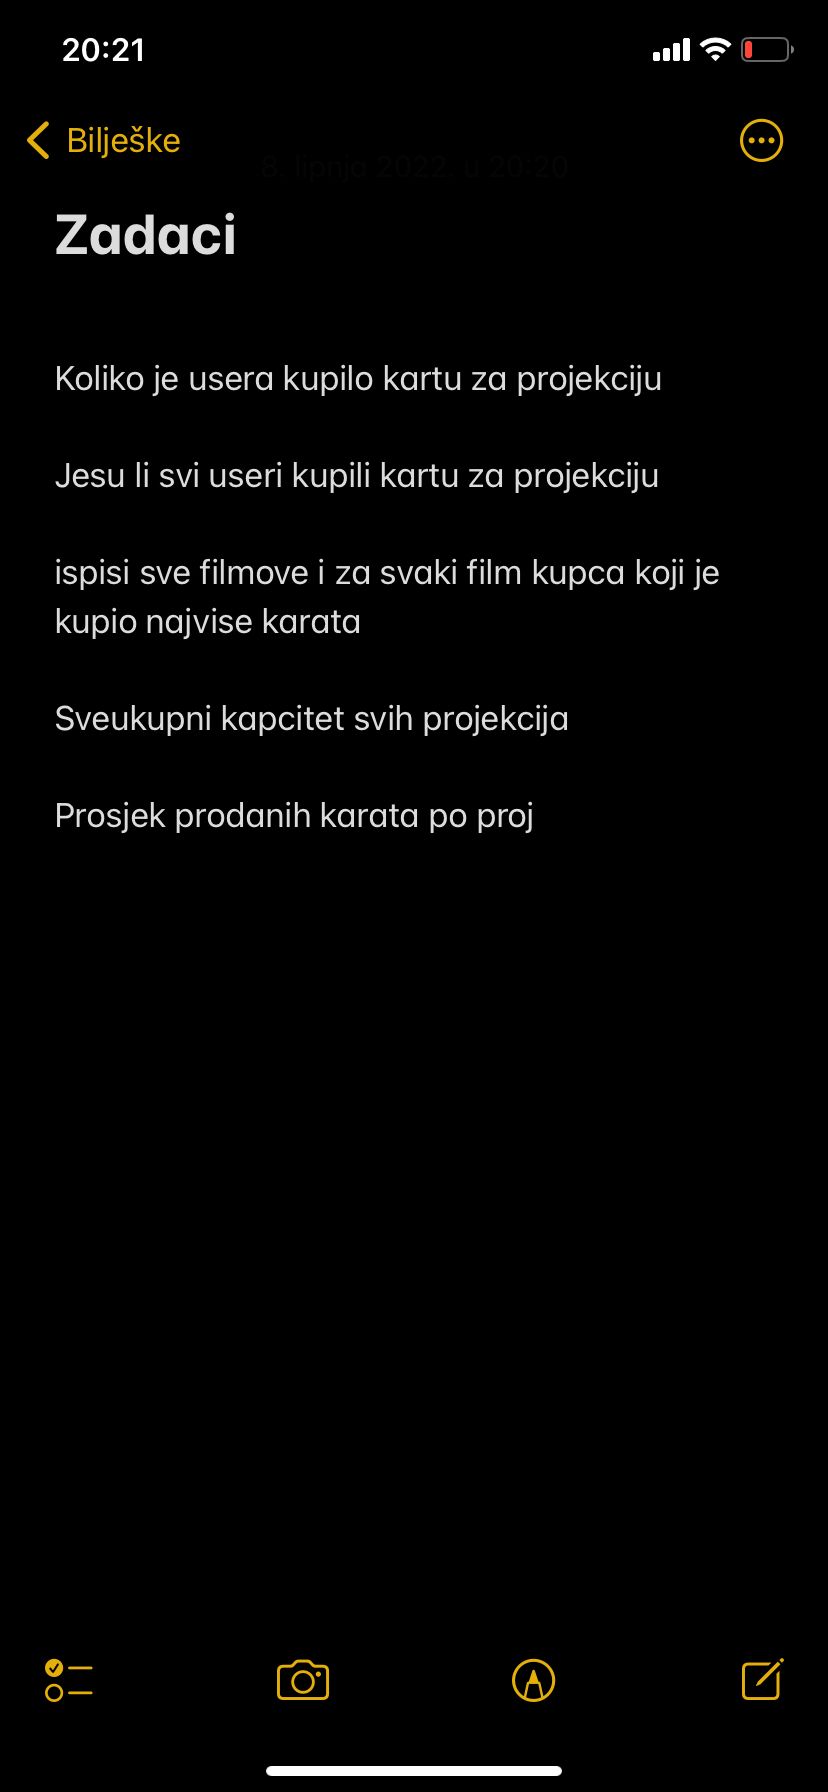 20:21
Bilješke
8. lipnja 2022. u 20:20
Zadaci
Koliko je usera kupilo kartu za projekciju
Jesu li svi useri kupili kartu za projekciju
ispisi sve filmove i za svaki film kupca koji je
kupio najvise karata
Sveukupni kapcitet svih projekcija
Prosjek prodanih karata po proj